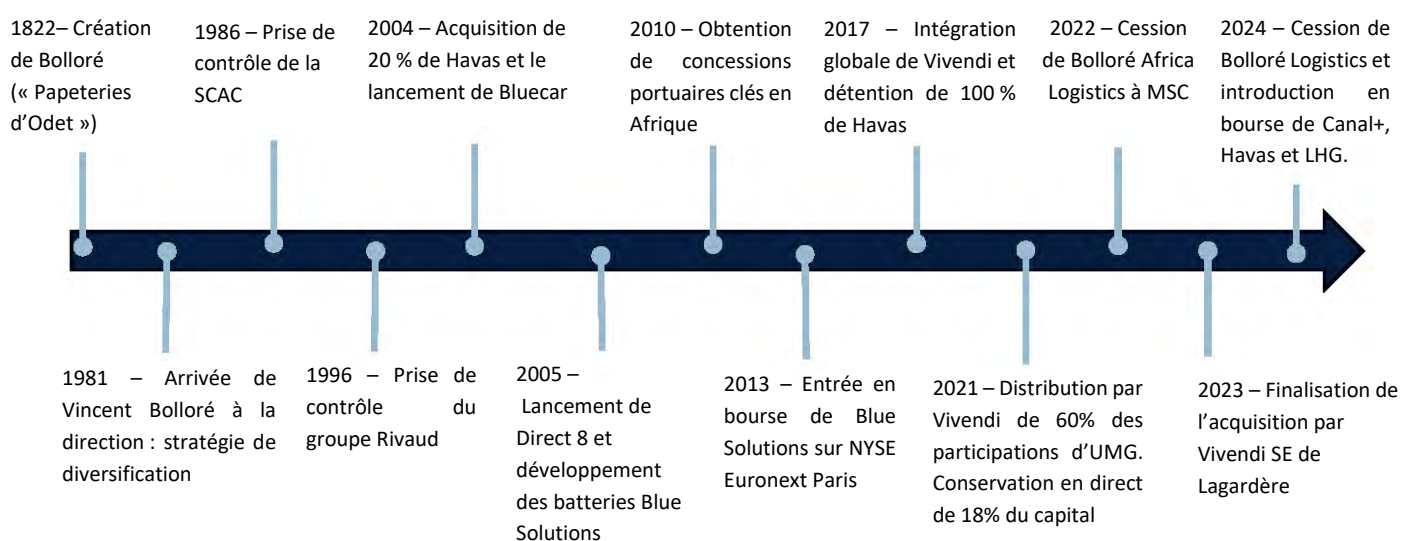 1822– Création
de Bolloré
(« Papeteries
d’Odet »)
1986 – Prise de
contrôle de la
SCAC
2004 – Acquisition de
20 % de Havas et le
lancement de Bluecar
2010 – Obtention
de concessions
portuaires clés en
Afrique
2017 – Intégration
globale de Vivendi et
détention de 100 %
de Havas
2022 – Cession
de Bolloré Africa
Logistics à MSC
2024 – Cession de
Bolloré Logistics et
introduction en
bourse de Canal+,
Havas et LHG.
1981 – Arrivée de
Vincent Bolloré à la
direction : stratégie de
diversification
1996 – Prise de
contrôle du
groupe Rivaud
2005 –
Lancement de
Direct 8 et
développement
des batteries Blue
Solutions
2013 – Entrée en
bourse de Blue
Solutions sur NYSE
Euronext Paris
2021 – Distribution par
Vivendi de 60% des
participations d’UMG.
Conservation en direct
de 18% du capital
2023 – Finalisation de
l’acquisition par
Vivendi SE de
Lagardère